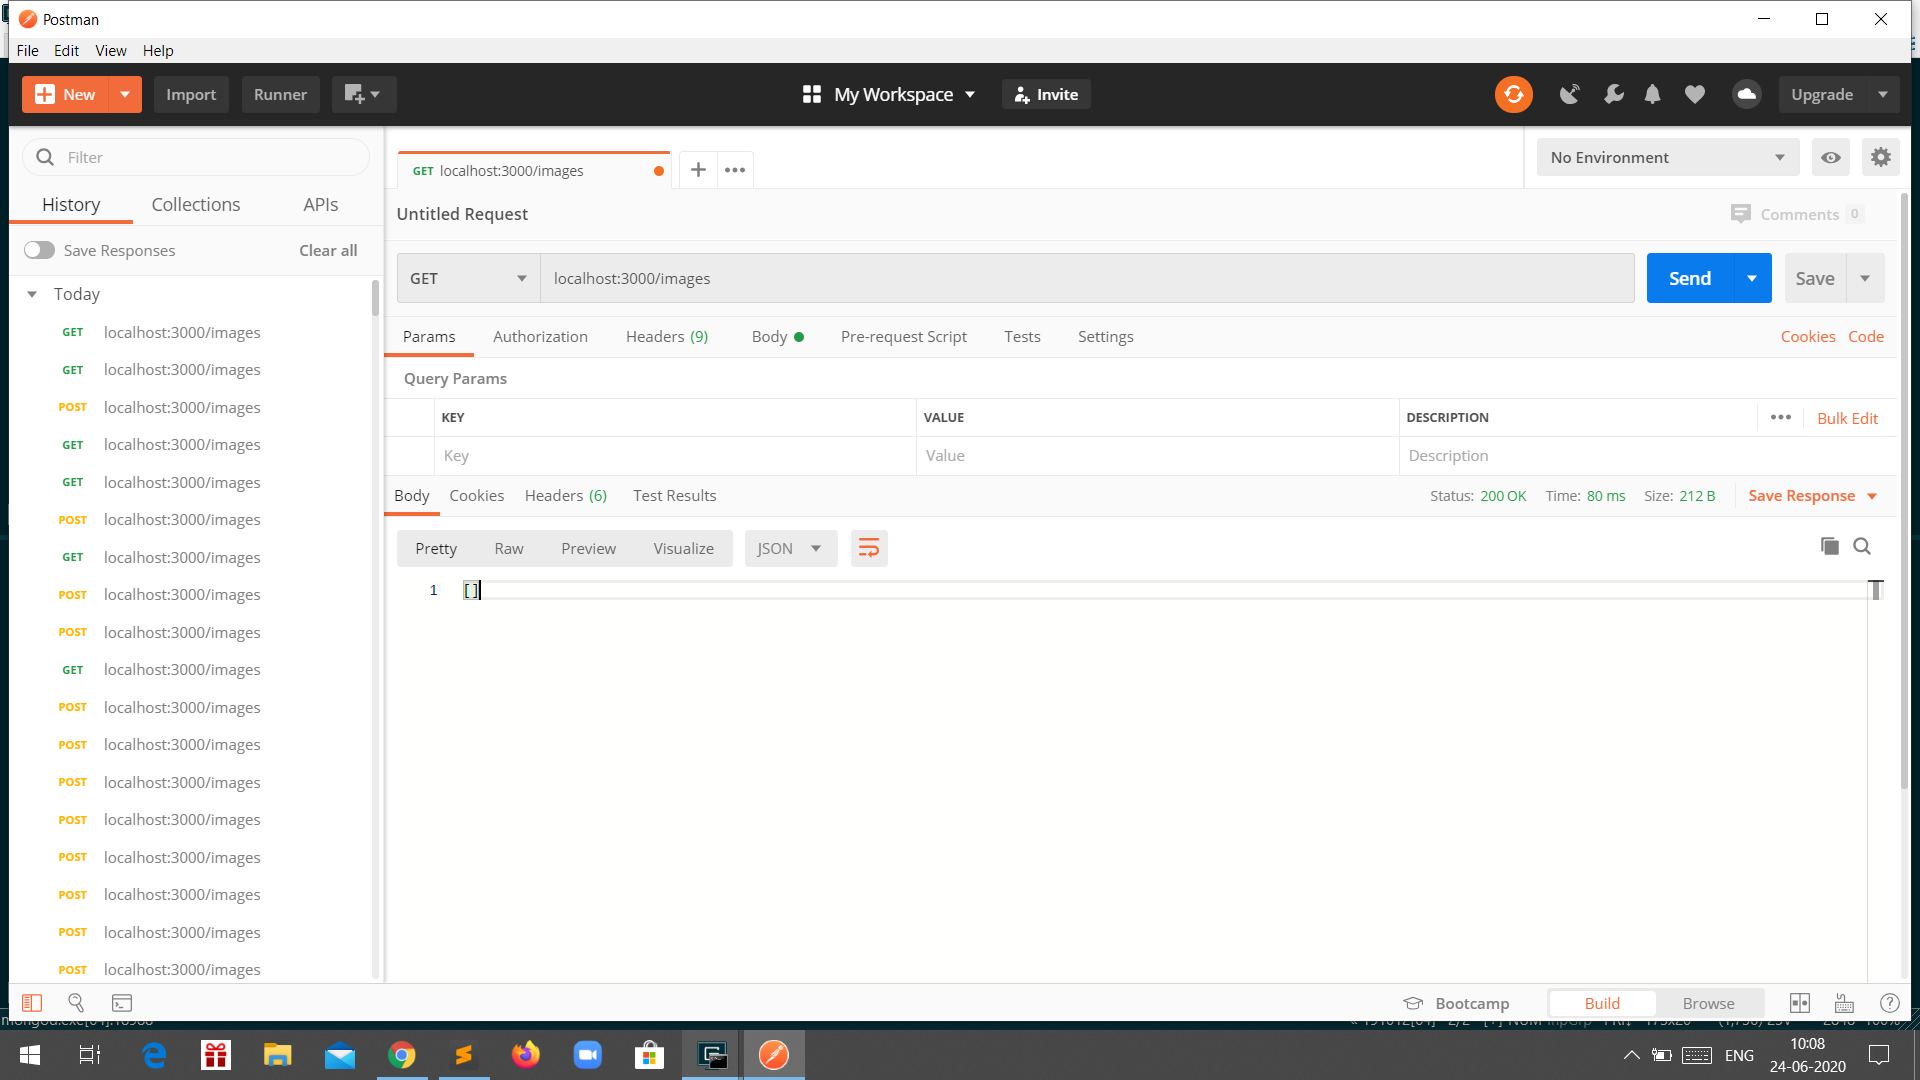 Postman
File Edit View Help
New Import Runner My Workspace Invite Upgrade
Filter
History Collections APIs
Save Responses Clear all
Today
GET localhost:3000/images
GET localhost:3000/images
POST localhost:3000/images
GET localhost:3000/images
GET localhost:3000/images
POST localhost:3000/images
GET localhost:3000/images
POST localhost:3000/images
POST localhost:3000/images
GET localhost:3000/images
POST localhost:3000/images
POST localhost:3000/images
POST localhost:3000/images
POST localhost:3000/images
POST localhost:3000/images
POST localhost:3000/images
POST localhost:3000/images
POST localhost:3000/images
GET localhost:3000/images
No Environment
Untitled Request
Comments 0
GET localhost:3000/images Send Save
Params Authorization Headers (9) Body Pre-request Script Tests Settings Cookies Code
Query Params
KEY VALUE DESCRIPTION Bulk Edit
Key Value Description
Body Cookies Headers (6) Test Results Status: 200 OK Time: 80 ms Size: 212 B Save Response
Pretty Raw Preview Visualize JSON
1 []
Bootcamp Build Browse
ENG
10:08
24-06-2020